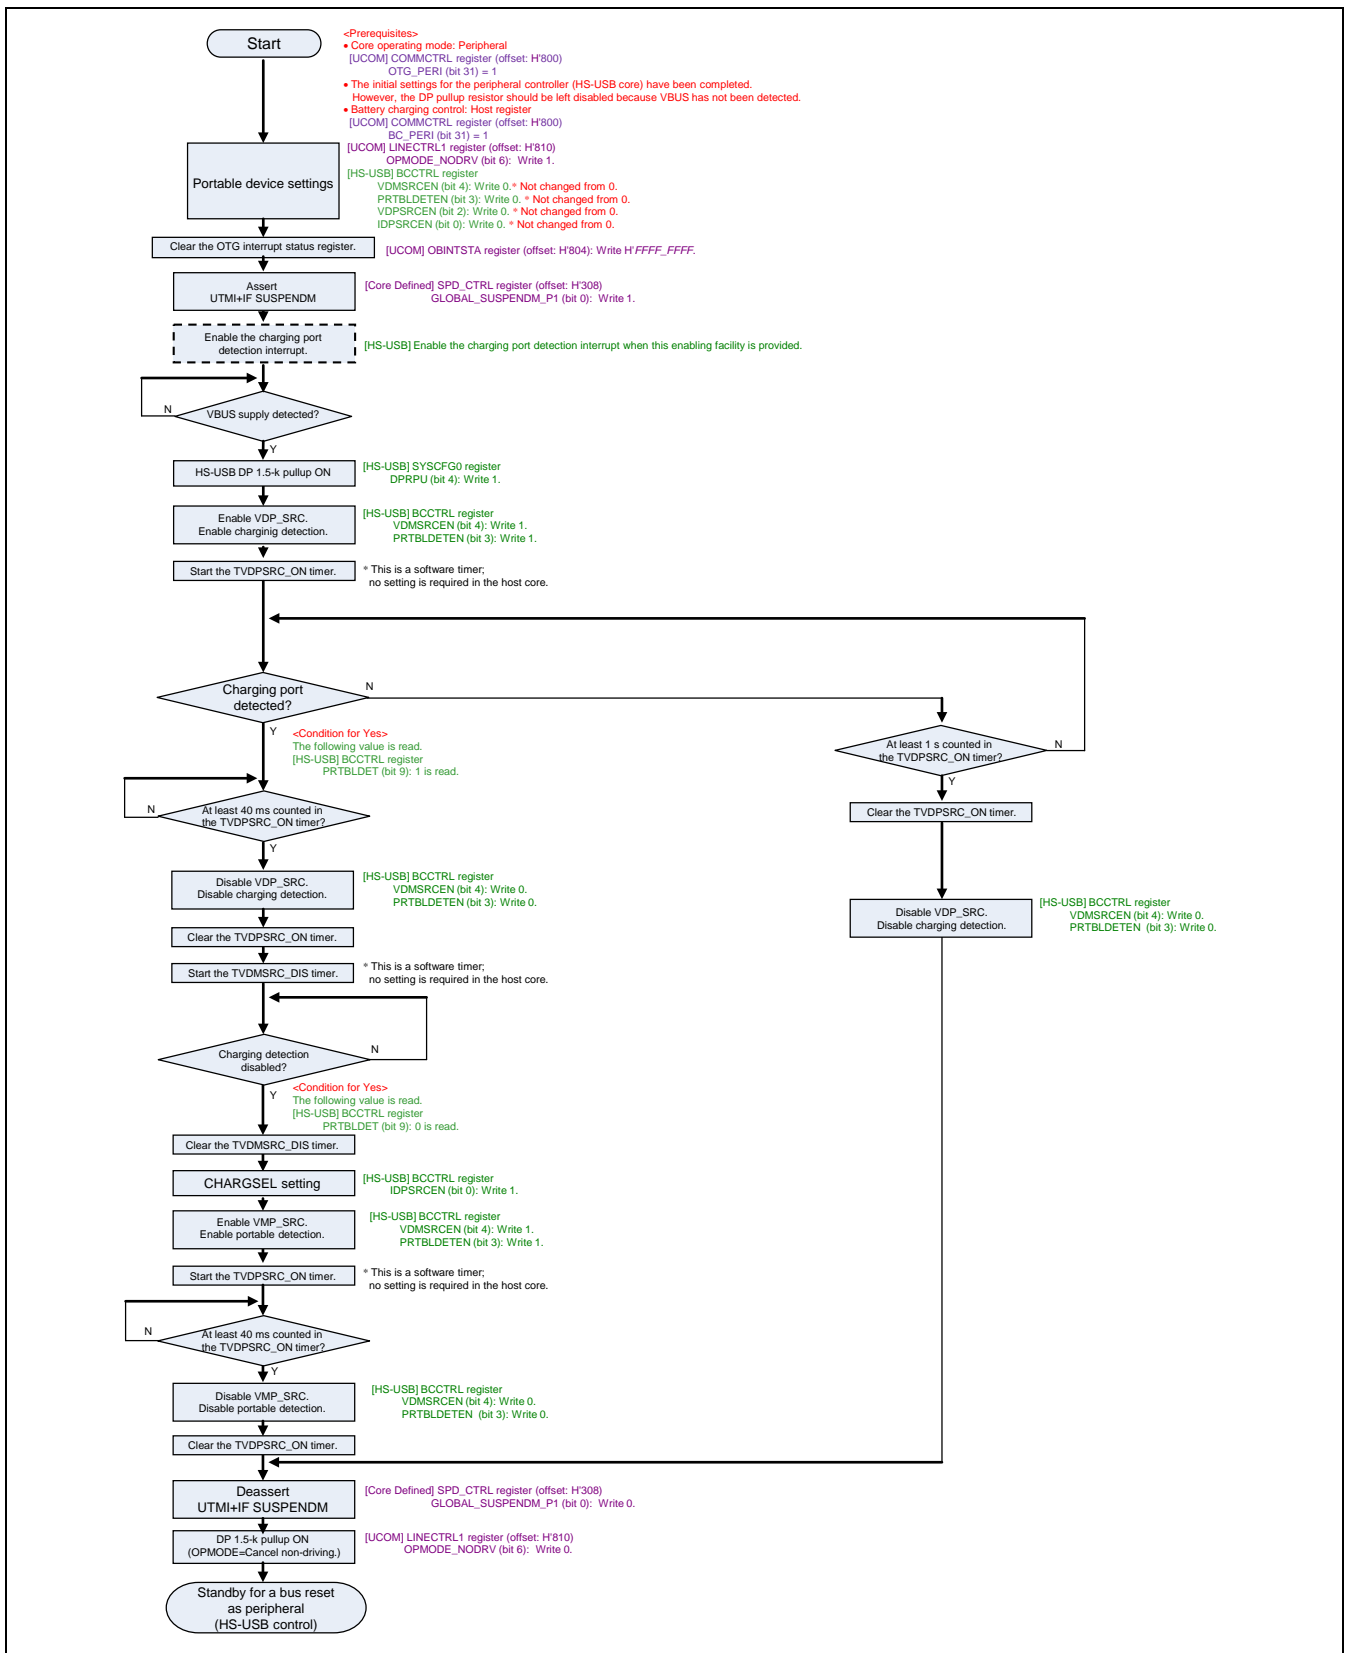 Start
<Prerequisites>
• Core operating mode: Peripheral
[UCOM] COMMCTRL register (offset: H'800)
OTG_PERI (bit 31) = 1
• The initial settings for the peripheral controller (HS-USB core) have been completed.
However, the DP pullup resistor should be left disabled because VBUS has not been detected.
• Battery charging control: Host register
[UCOM] COMMCTRL register (offset: H'800)
BC_PERI (bit 31) = 1
Portable device settings
[UCOM] LINECTRL1 register (offset: H'810)
OPMODE_NODRV (bit 6): Write 1.
[HS-USB] BCCTRL register
VDMSRCEN (bit 4): Write 0.* Not changed from 0.
PRTBLDETEN (bit 3): Write 0. * Not changed from 0.
VDPSRCEN (bit 2): Write 0. * Not changed from 0.
IDPSRCEN (bit 0): Write 0. * Not changed from 0.
Clear the OTG interrupt status register.
[UCOM] OBINTSTA register (offset: H'804): Write H'FFFF_FFFF.
Assert
UTMI+IF SUSPENDM
[Core Defined] SPD_CTRL register (offset: H'308)
GLOBAL_SUSPENDM_P1 (bit 0): Write 1.
Enable the charging port
detection interrupt.
[HS-USB] Enable the charging port detection interrupt when this enabling facility is provided.
VBUS supply detected?
N
Y
HS-USB DP 1.5-k pullup ON
[HS-USB] SYSCFG0 register
DPRPU (bit 4): Write 1.
Enable VDP_SRC.
Enable charginig detection.
[HS-USB] BCCTRL register
VDMSRCEN (bit 4): Write 1.
PRTBLDETEN (bit 3): Write 1.
Start the TVDPSRC_ON timer.
* This is a software timer;
no setting is required in the host core.
Charging port
detected?
N
Y
<Condition for Yes>
The following value is read.
[HS-USB] BCCTRL register
PRTBLDET (bit 9): 1 is read.
At least 1 s counted in
the TVDPSRC_ON timer?
N
Y
At least 40 ms counted in
the TVDPSRC_ON timer?
N
Y
Clear the TVDPSRC_ON timer.
Disable VDP_SRC.
Disable charging detection.
[HS-USB] BCCTRL register
VDMSRCEN (bit 4): Write 0.
PRTBLDETEN (bit 3): Write 0.
Disable VDP_SRC.
Disable charging detection.
[HS-USB] BCCTRL register
VDMSRCEN (bit 4): Write 0.
PRTBLDETEN (bit 3): Write 0.
Clear the TVDPSRC_ON timer.
Start the TVDMSRC_DIS timer.
* This is a software timer;
no setting is required in the host core.
Charging detection
disabled?
N
Y
<Condition for Yes>
The following value is read.
[HS-USB] BCCTRL register
PRTBLDET (bit 9): 0 is read.
Clear the TVDMSRC_DIS timer.
CHARGSEL setting
[HS-USB] BCCTRL register
IDPSRCEN (bit 0): Write 1.
Enable VMP_SRC.
Enable portable detection.
[HS-USB] BCCTRL register
VDMSRCEN (bit 4): Write 1.
PRTBLDETEN (bit 3): Write 1.
Start the TVDPSRC_ON timer.
* This is a software timer;
no setting is required in the host core.
At least 40 ms counted in
the TVDPSRC_ON timer?
N
Y
Disable VMP_SRC.
Disable portable detection.
[HS-USB] BCCTRL register
VDMSRCEN (bit 4): Write 0.
PRTBLDETEN (bit 3): Write 0.
Clear the TVDPSRC_ON timer.
Deassert
UTMI+IF SUSPENDM
[Core Defined] SPD_CTRL register (offset: H'308)
GLOBAL_SUSPENDM_P1 (bit 0): Write 0.
DP 1.5-k pullup ON
(OPMODE=Cancel non-driving.)
[UCOM] LINECTRL1 register (offset: H'810)
OPMODE_NODRV (bit 6): Write 0.
Standby for a bus reset
as peripheral
(HS-USB control)